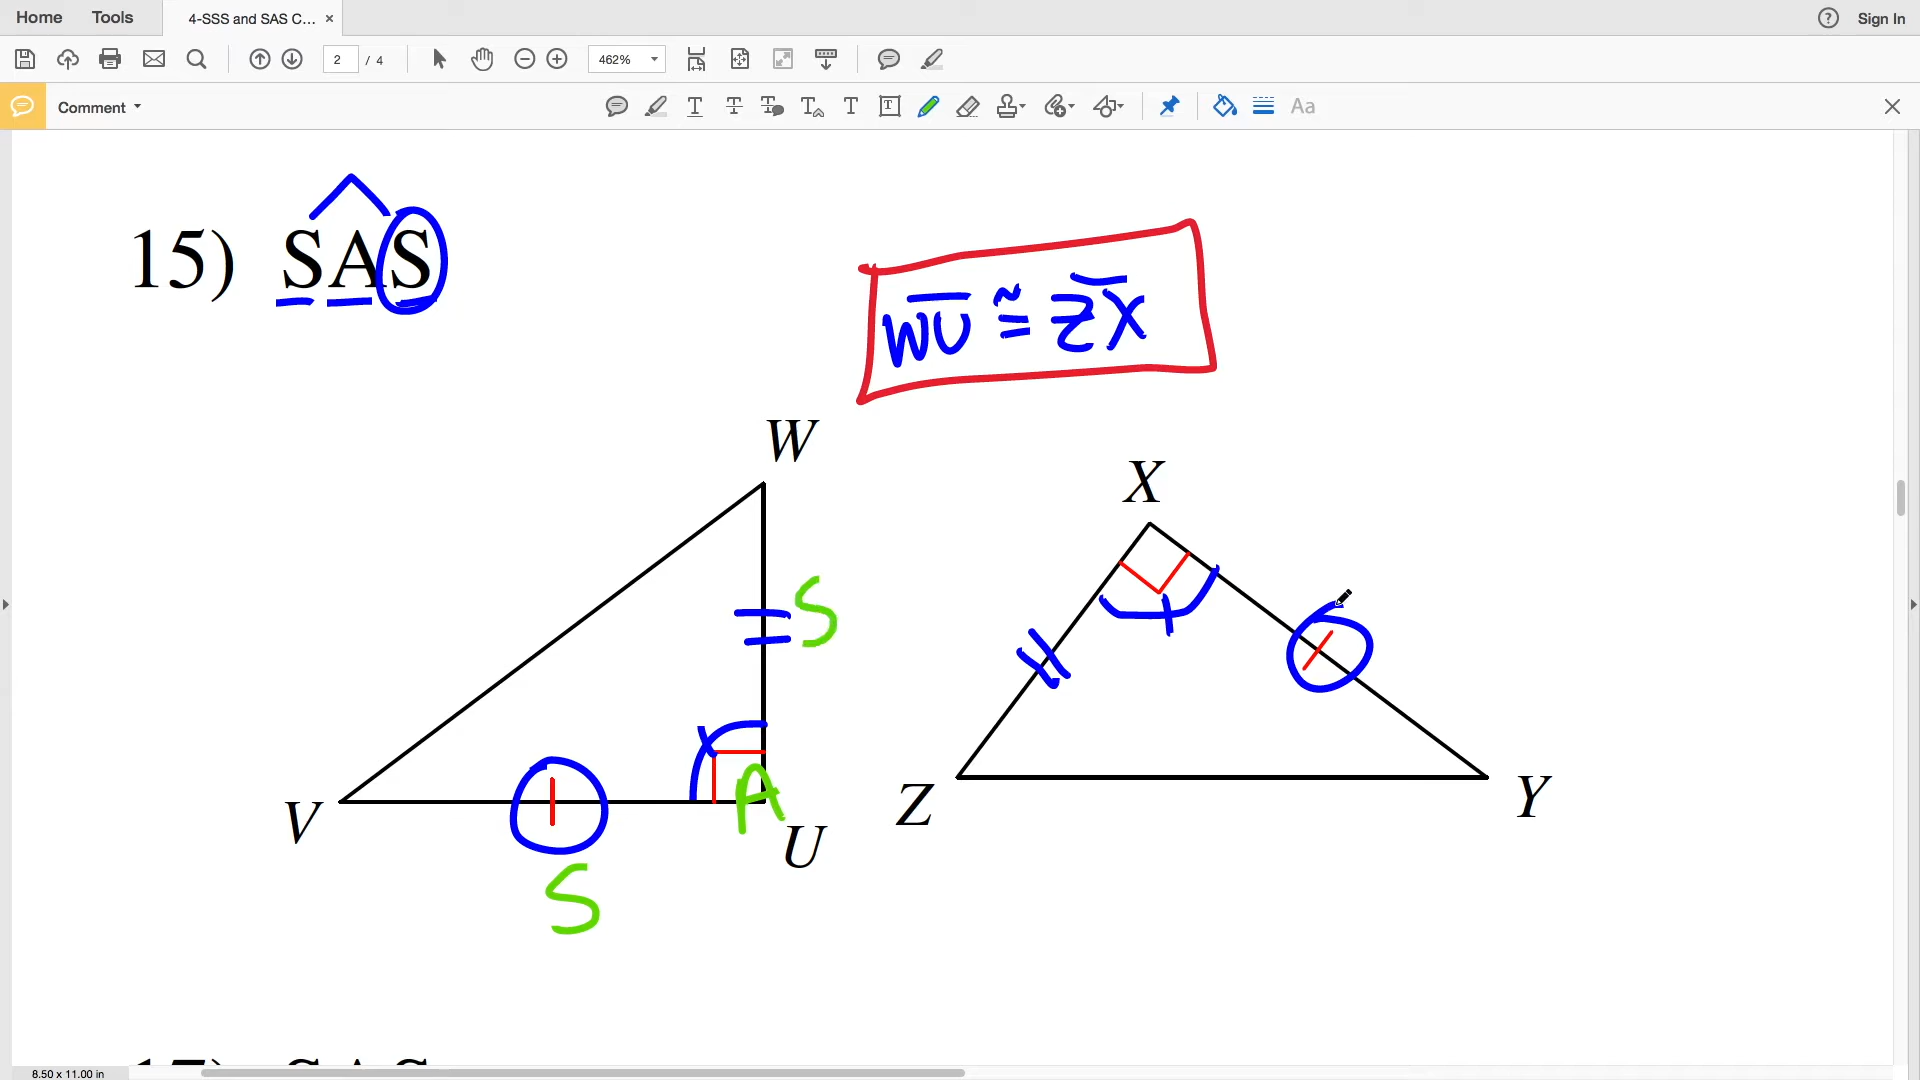 Home Tools 4-SSS and SAS C... × ? Sign In
2 / 4 462%
Comment Aa
15) SAS
WU ≅ ZX
W
X
S
V
A
U
Z
Y
S
8.50 x 11.00 in